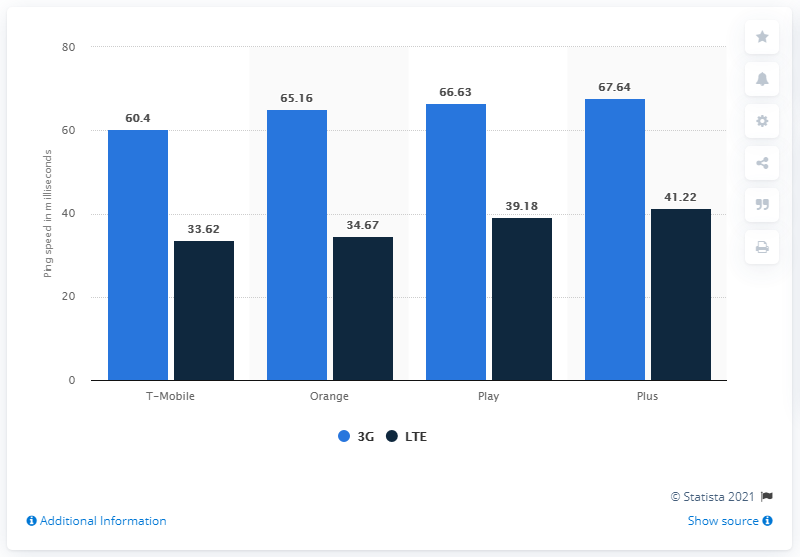 80
60
40
20
0
Ping speed in milliseconds
60.4
33.62
65.16
34.67
66.63
39.18
67.64
41.22
T-Mobile
Orange
Play
Plus
3G LTE
© Statista 2021
Additional Information
Show source